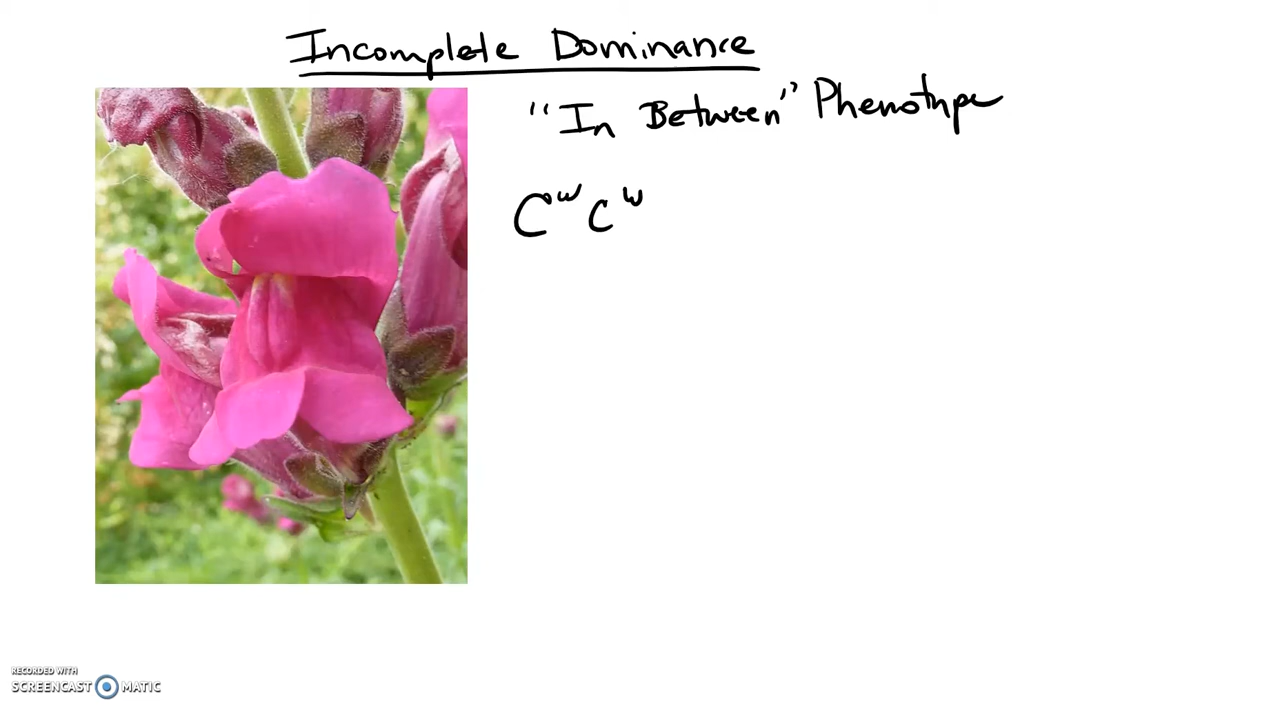 Incomplete Dominance
"In Between" Phenotype
C^w C^w
RECORDED WITH
SCREENCAST MATIC